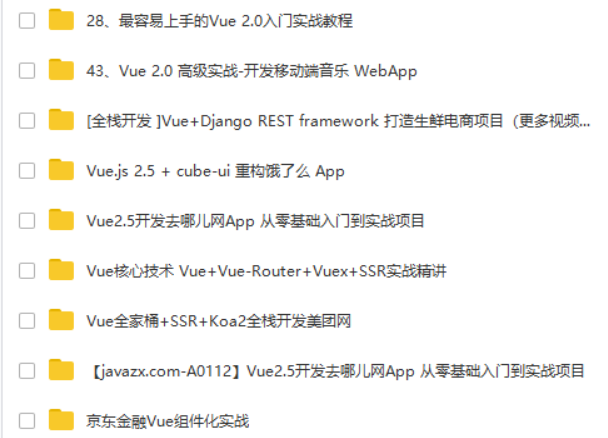 28、最容易上手的Vue 2.0入门实战教程
43、Vue 2.0 高级实战-开发移动端音乐 WebApp
[全栈开发 ]Vue+Django REST framework 打造生鲜电商项目（更多视频...
Vue.js 2.5 + cube-ui 重构饿了么 App
Vue2.5开发去哪儿网App 从零基础入门到实战项目
Vue核心技术 Vue+Vue-Router+Vuex+SSR实战精讲
Vue全家桶+SSR+Koa2全栈开发美团网
【javazx.com-A0112】Vue2.5开发去哪儿网App 从零基础入门到实战项目
京东金融Vue组件化实战